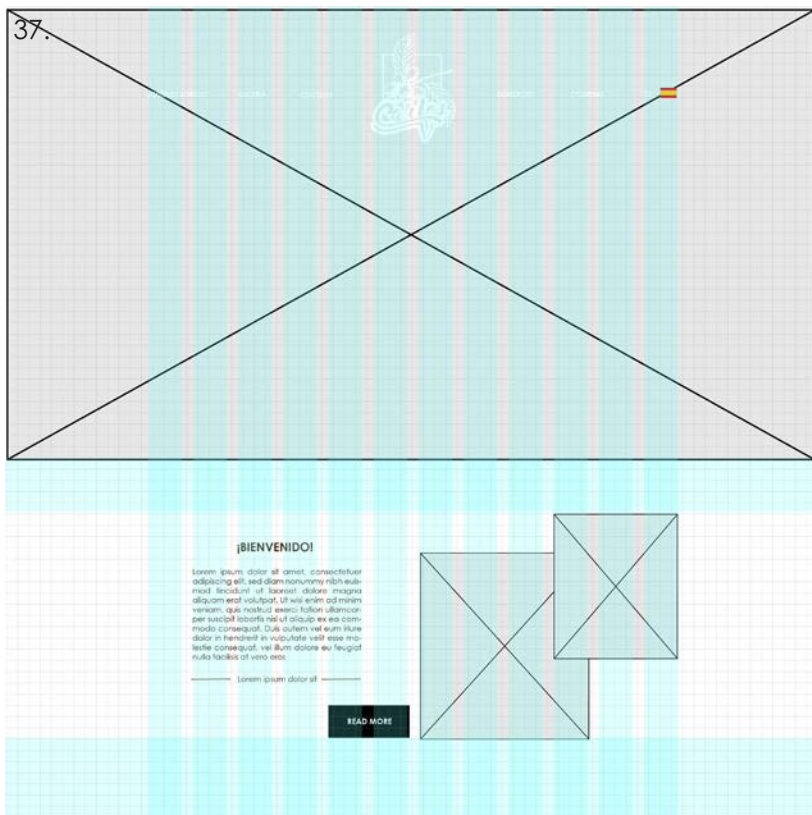 37.
¡BIENVENIDO!
Lorem ipsum dolor sit amet, consectetuer
adipiscing elit, sed diam nonummy nibh euis-
mod tincidunt ut laoreet dolore magna
aliquam erat volutpat. Ut wisi enim ad minim
veniam, quis nostrud exerci tation ullamcor-
per suscipit lobortis nisl ut aliquip ex ea com-
modo consequat. Duis autem vel eum iriure
dolor in hendrerit in vulputate velit esse mo-
lestie consequat, vel illum dolore eu feugiat
nulla facilisis at vero eros
Lorem ipsum dolor sit
READ MORE